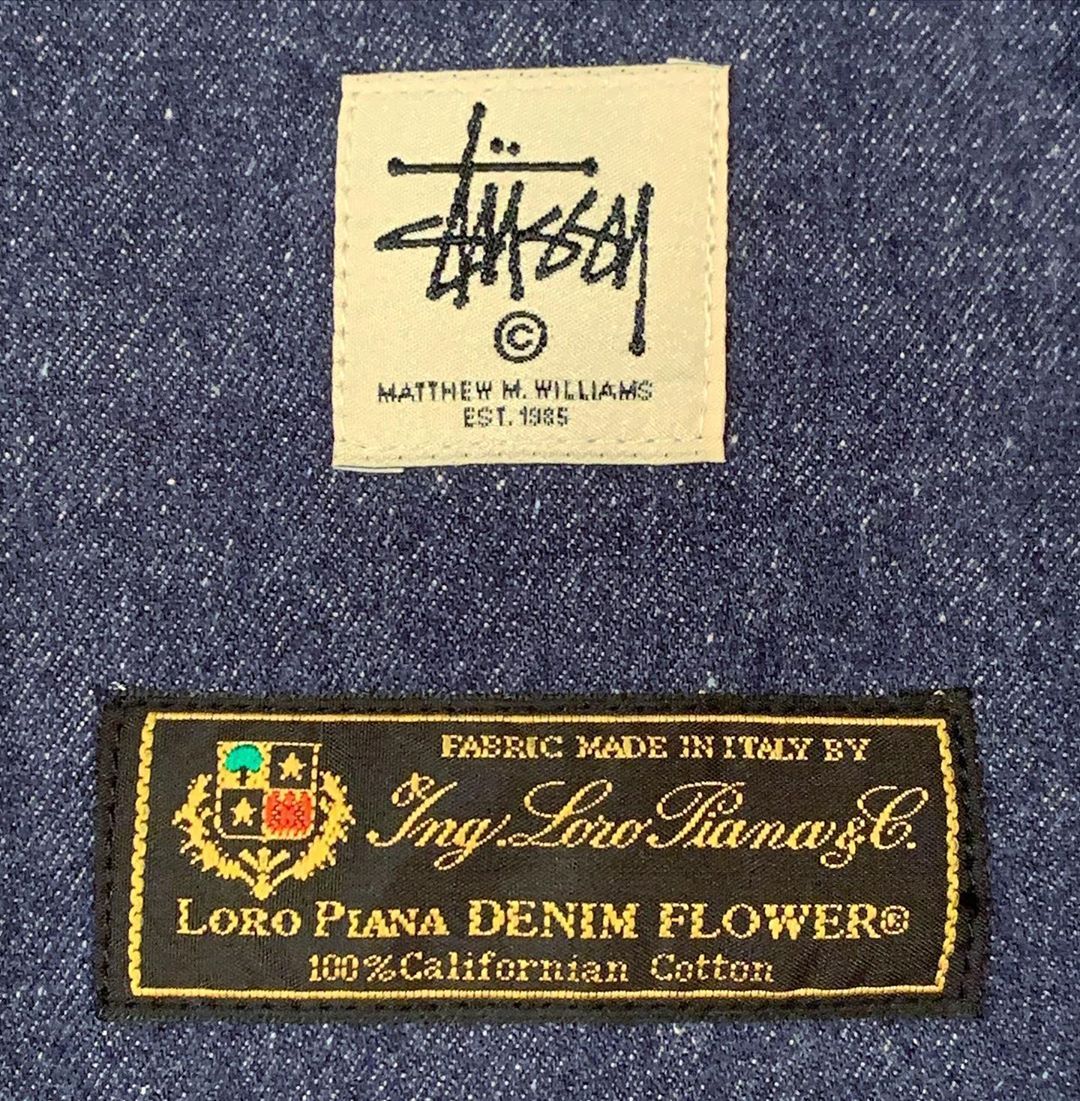 Stüssy
©
MATTHEW M. WILLIAMS
EST. 1985
FABRIC MADE IN ITALY BY
Ing. Loro Piana & C.
LORO PIANA DENIM FLOWER®
100%Californian Cotton